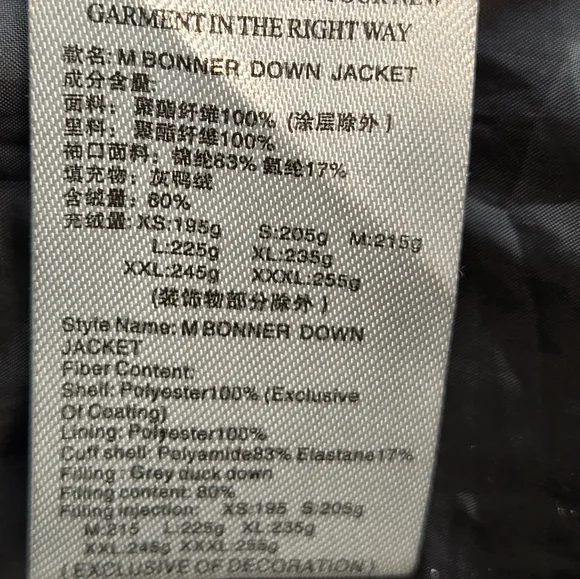 GARMENT IN THE RIGHT WAY
款名: M BONNER DOWN JACKET
成分含量:
面料: 聚酯纤维100% (涂层除外)
里料: 聚酯纤维100%
袖口面料: 锦纶83% 氨纶17%
填充物: 灰鸭绒
含绒量: 80%
充绒量: XS:195g S:205g M:215g
L:225g XL:235g
XXL:245g XXXL:255g
(装饰物部分除外)
Style Name: M BONNER DOWN
JACKET
Fiber Content:
Shell: Polyester100% (Exclusive
Of Coating)
Lining: Polyester100%
Cuff shell: Polyamide83% Elastane17%
Filling: Grey duck down
Filling content: 80%
Filling injection: XS:195 S:205g
M:215 L:225g XL:235g
XXL:245g XXXL:255g
(EXCLUSIVE OF DECORATION)